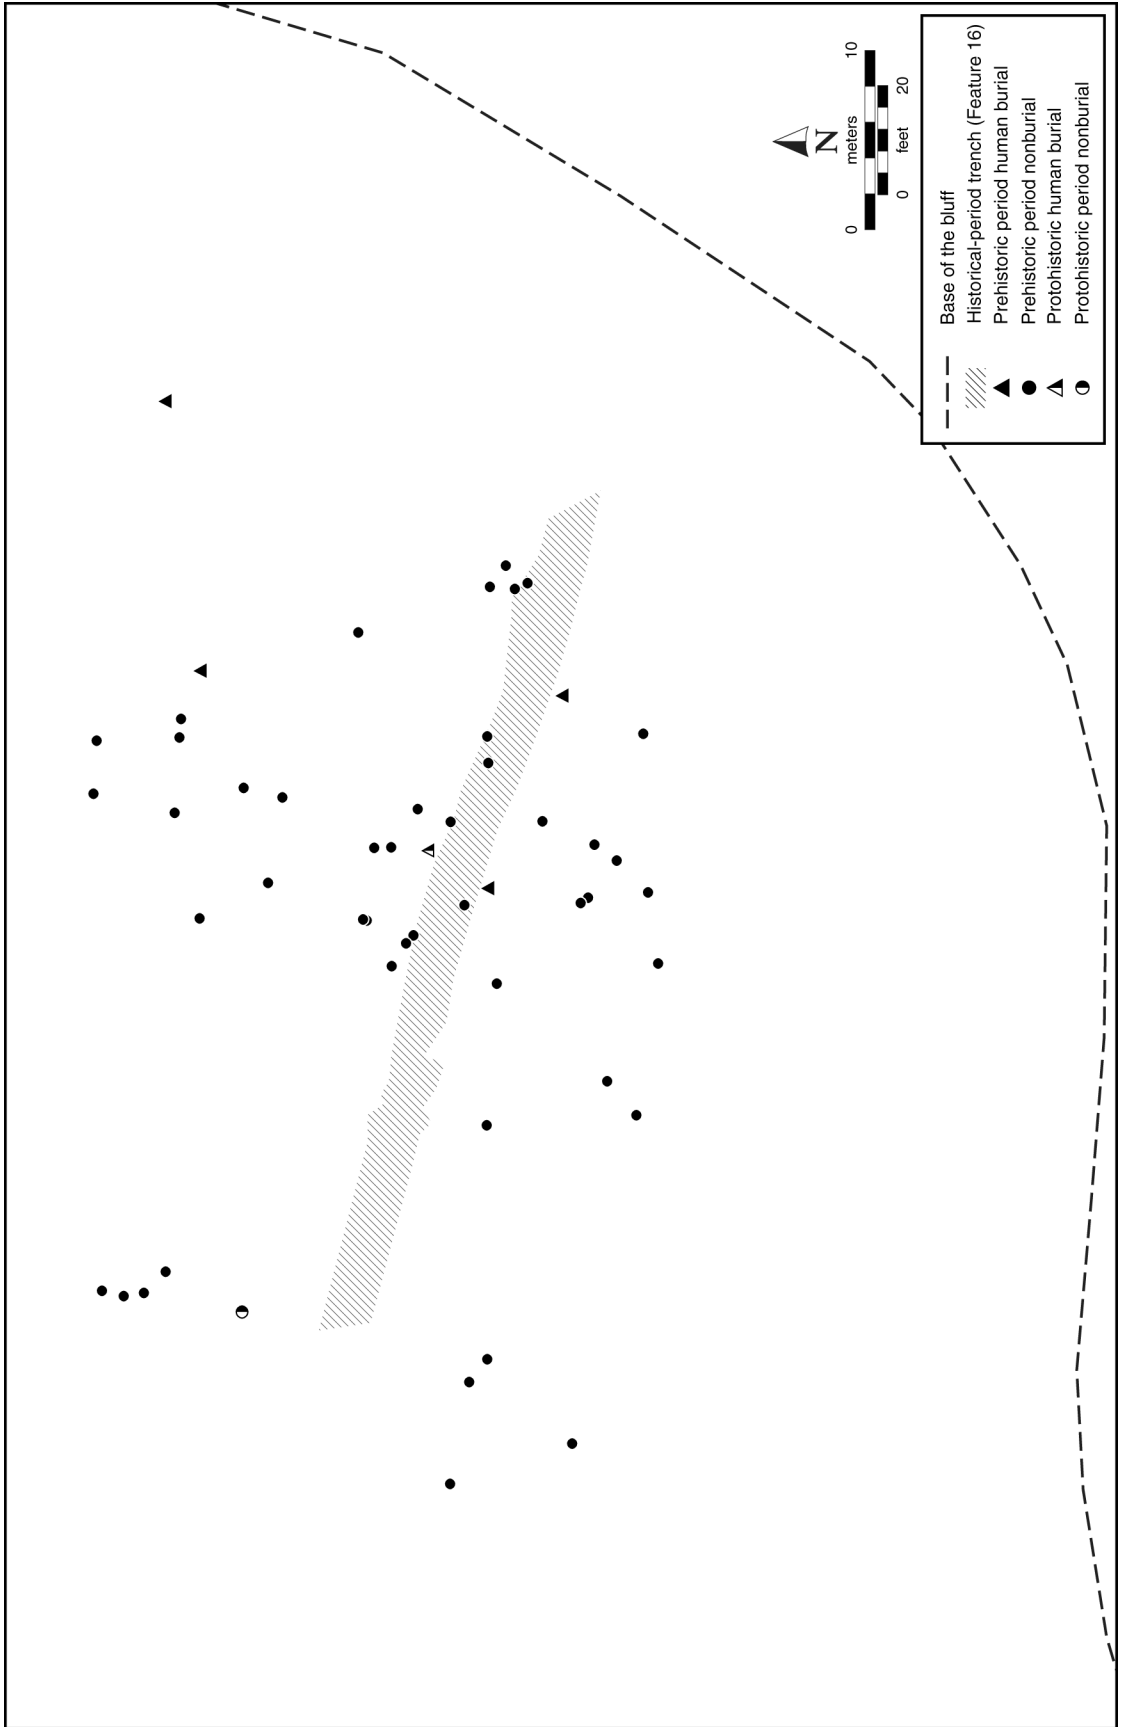 N
0 10
meters
0 20
feet
Base of the bluff
Historical-period trench (Feature 16)
Prehistoric period human burial
Prehistoric period nonburial
Protohistoric human burial
Protohistoric period nonburial